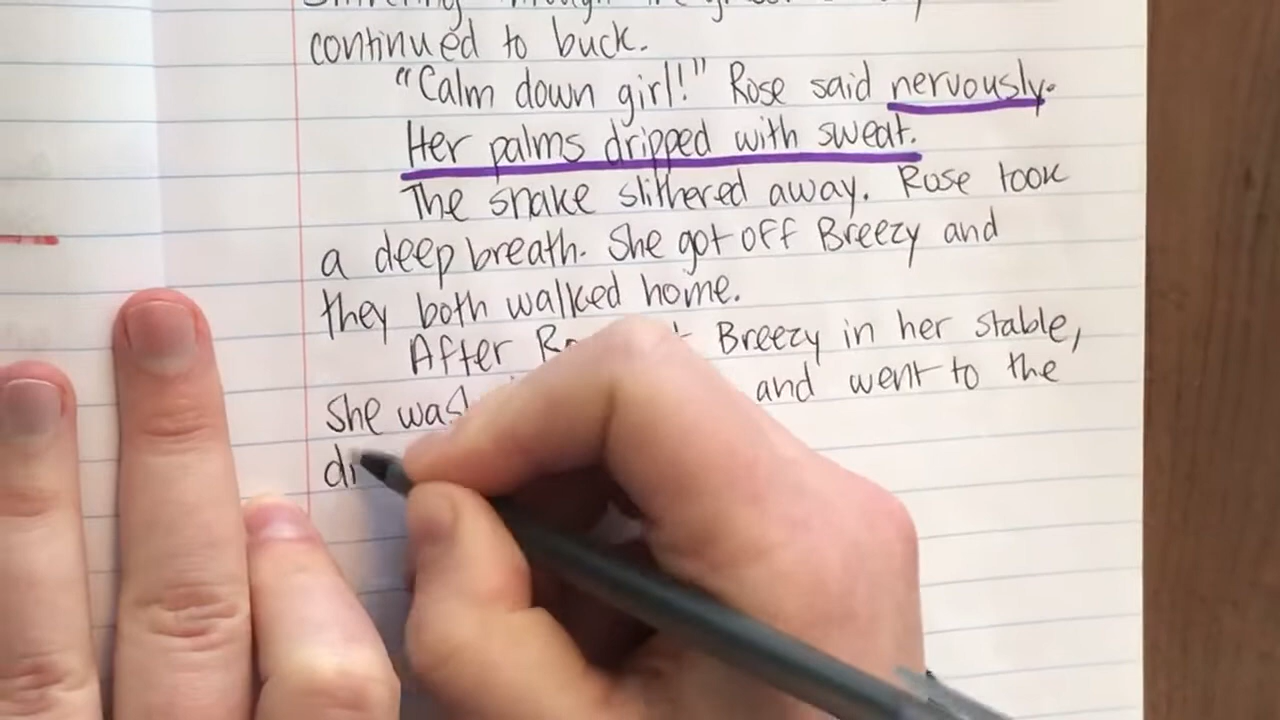 continued to buck.
"Calm down girl!" Rose said nervously.
Her palms dripped with sweat.
The snake slithered away. Rose took
a deep breath. She got off Breezy and
they both walked home.
After Breezy in her stable,
she and went to the